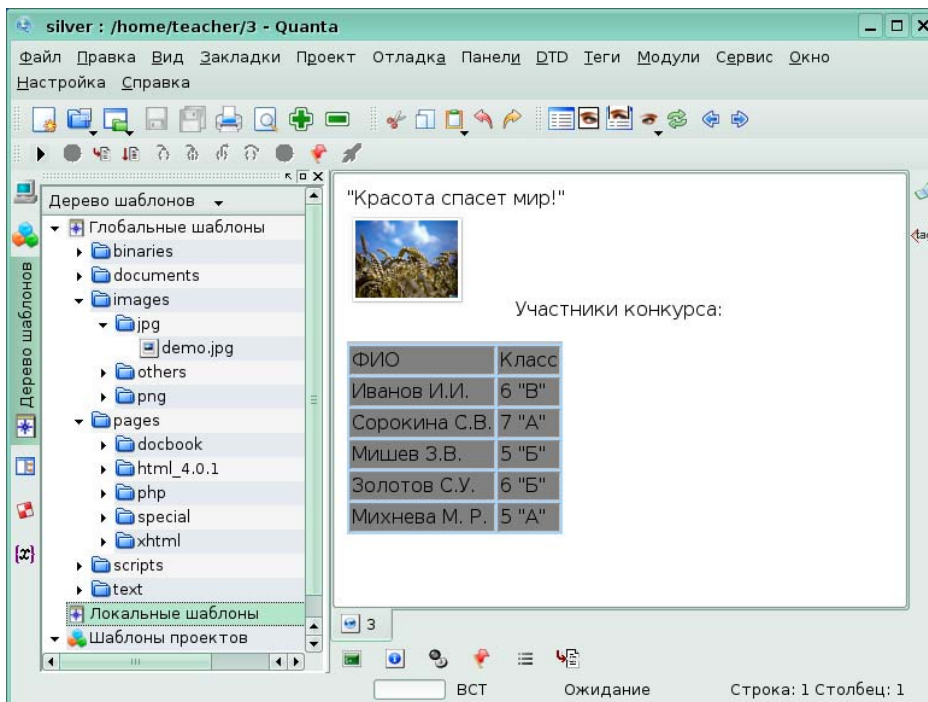 silver : /home/teacher/3 - Quanta
Файл Правка Вид Закладки Проект Отладка Панели DTD Теги Модули Сервис Окно
Настройка Справка
Дерево шаблонов
Дерево шаблонов
Глобальные шаблоны
binaries
documents
images
jpg
demo.jpg
others
png
pages
docbook
html_4.0.1
php
special
xhtml
scripts
text
Локальные шаблоны
Шаблоны проектов
{x}
"Красота спасет мир!"
Участники конкурса:
ФИО Класс
Иванов И.И. 6 "В"
Сорокина С.В. 7 "А"
Мишев З.В. 5 "Б"
Золотов С.У. 6 "Б"
Михнева М. Р. 5 "А"
3
ВСТ Ожидание Строка: 1 Столбец: 1